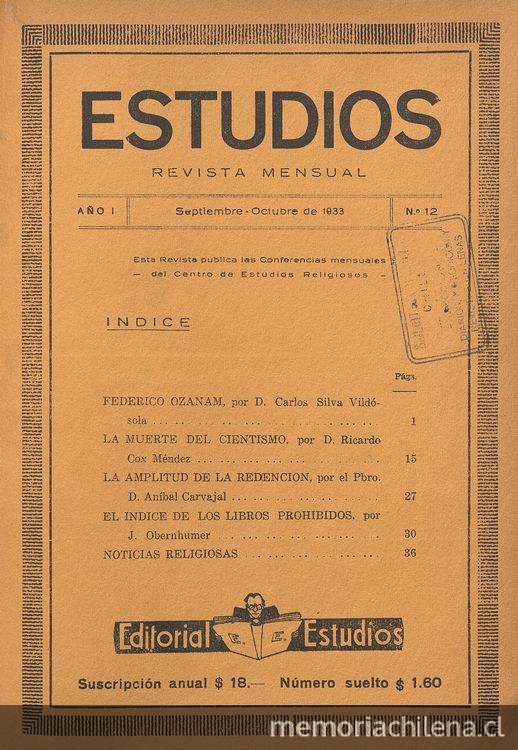 ESTUDIOS
REVISTA MENSUAL
AÑO I Septiembre - Octubre de 1933 N.º 12
Esta Revista publica las Conferencias mensuales
— del Centro de Estudios Religiosos —
INDICE
Págs.
FEDERICO OZANAM, por D. Carlos Silva Vildó-
sola ... 1
LA MUERTE DEL CIENTISMO, por D. Ricardo
Cox Méndez ... 15
LA AMPLITUD DE LA REDENCION, por el Pbro.
D. Aníbal Carvajal ... 27
EL INDICE DE LOS LIBROS PROHIBIDOS, por
J. Obernhumer ... 30
NOTICIAS RELIGIOSAS ... 36
Editorial E. E. Estudios
Suscripción anual $ 18.— Número suelto $ 1.60
CHILE
memoriachilena.cl